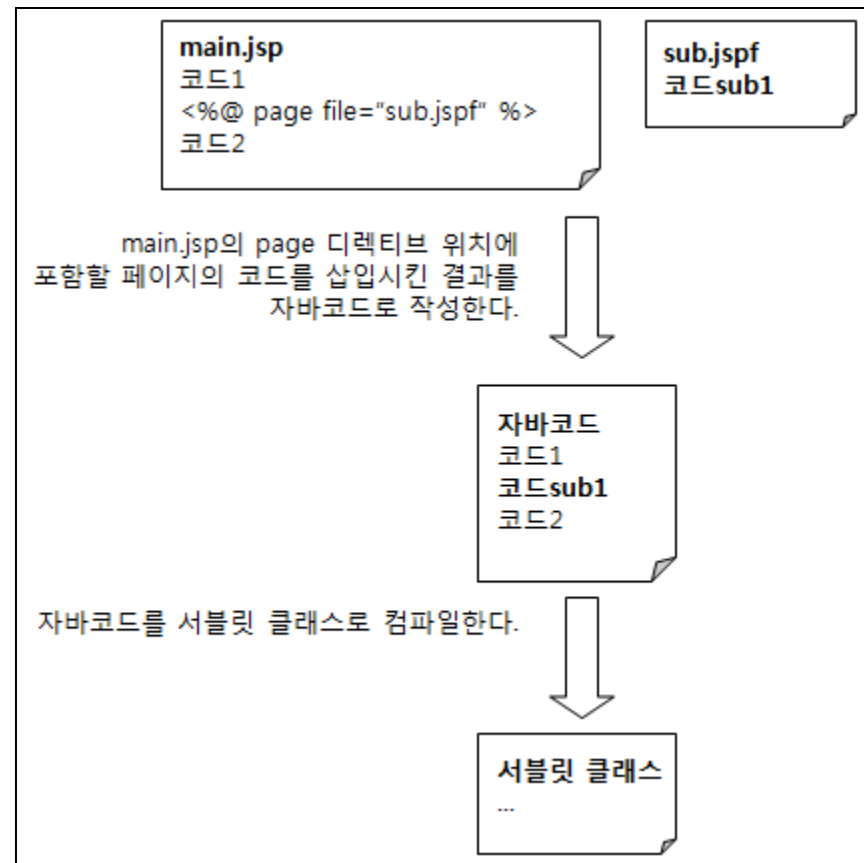 main.jsp
코드1
<%@ page file="sub.jspf" %>
코드2
sub.jspf
코드sub1
main.jsp의 page 디렉티브 위치에
포함할 페이지의 코드를 삽입시킨 결과를
자바코드로 작성한다.
자바코드
코드1
코드sub1
코드2
자바코드를 서블릿 클래스로 컴파일한다.
서블릿 클래스
...